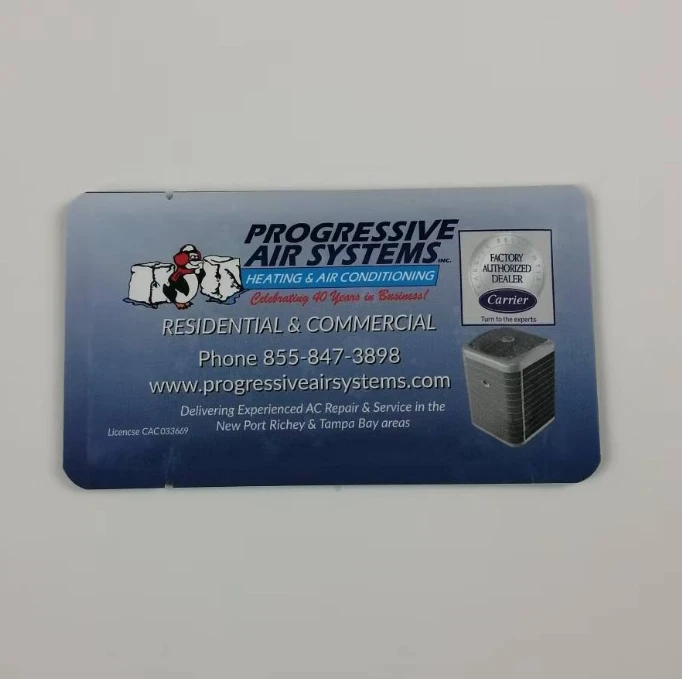 PROGRESSIVE
AIR SYSTEMS INC.
HEATING & AIR CONDITIONING
Celebrating 40 Years in Business!
RESIDENTIAL & COMMERCIAL
Phone 855-847-3898
www.progressiveairsystems.com
Delivering Experienced AC Repair & Service in the
New Port Richey & Tampa Bay areas
Licencse CAC033669
FACTORY
AUTHORIZED
DEALER
Carrier
Turn to the experts